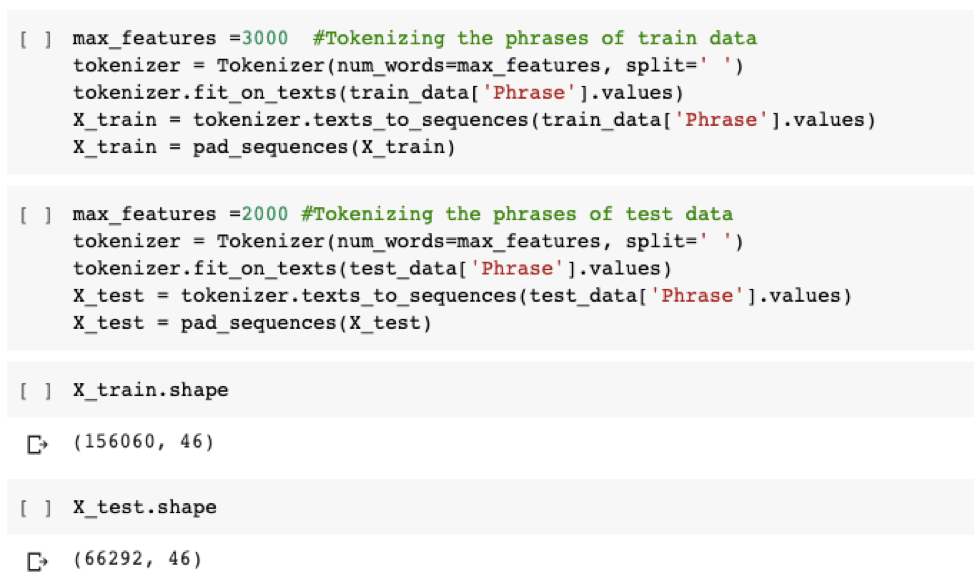 [ ] max_features =3000  #Tokenizing the phrases of train data
tokenizer = Tokenizer(num_words=max_features, split=' ')
tokenizer.fit_on_texts(train_data['Phrase'].values)
X_train = tokenizer.texts_to_sequences(train_data['Phrase'].values)
X_train = pad_sequences(X_train)
[ ] max_features =2000 #Tokenizing the phrases of test data
tokenizer = Tokenizer(num_words=max_features, split=' ')
tokenizer.fit_on_texts(test_data['Phrase'].values)
X_test = tokenizer.texts_to_sequences(test_data['Phrase'].values)
X_test = pad_sequences(X_test)
[ ] X_train.shape
(156060, 46)
[ ] X_test.shape
(66292, 46)